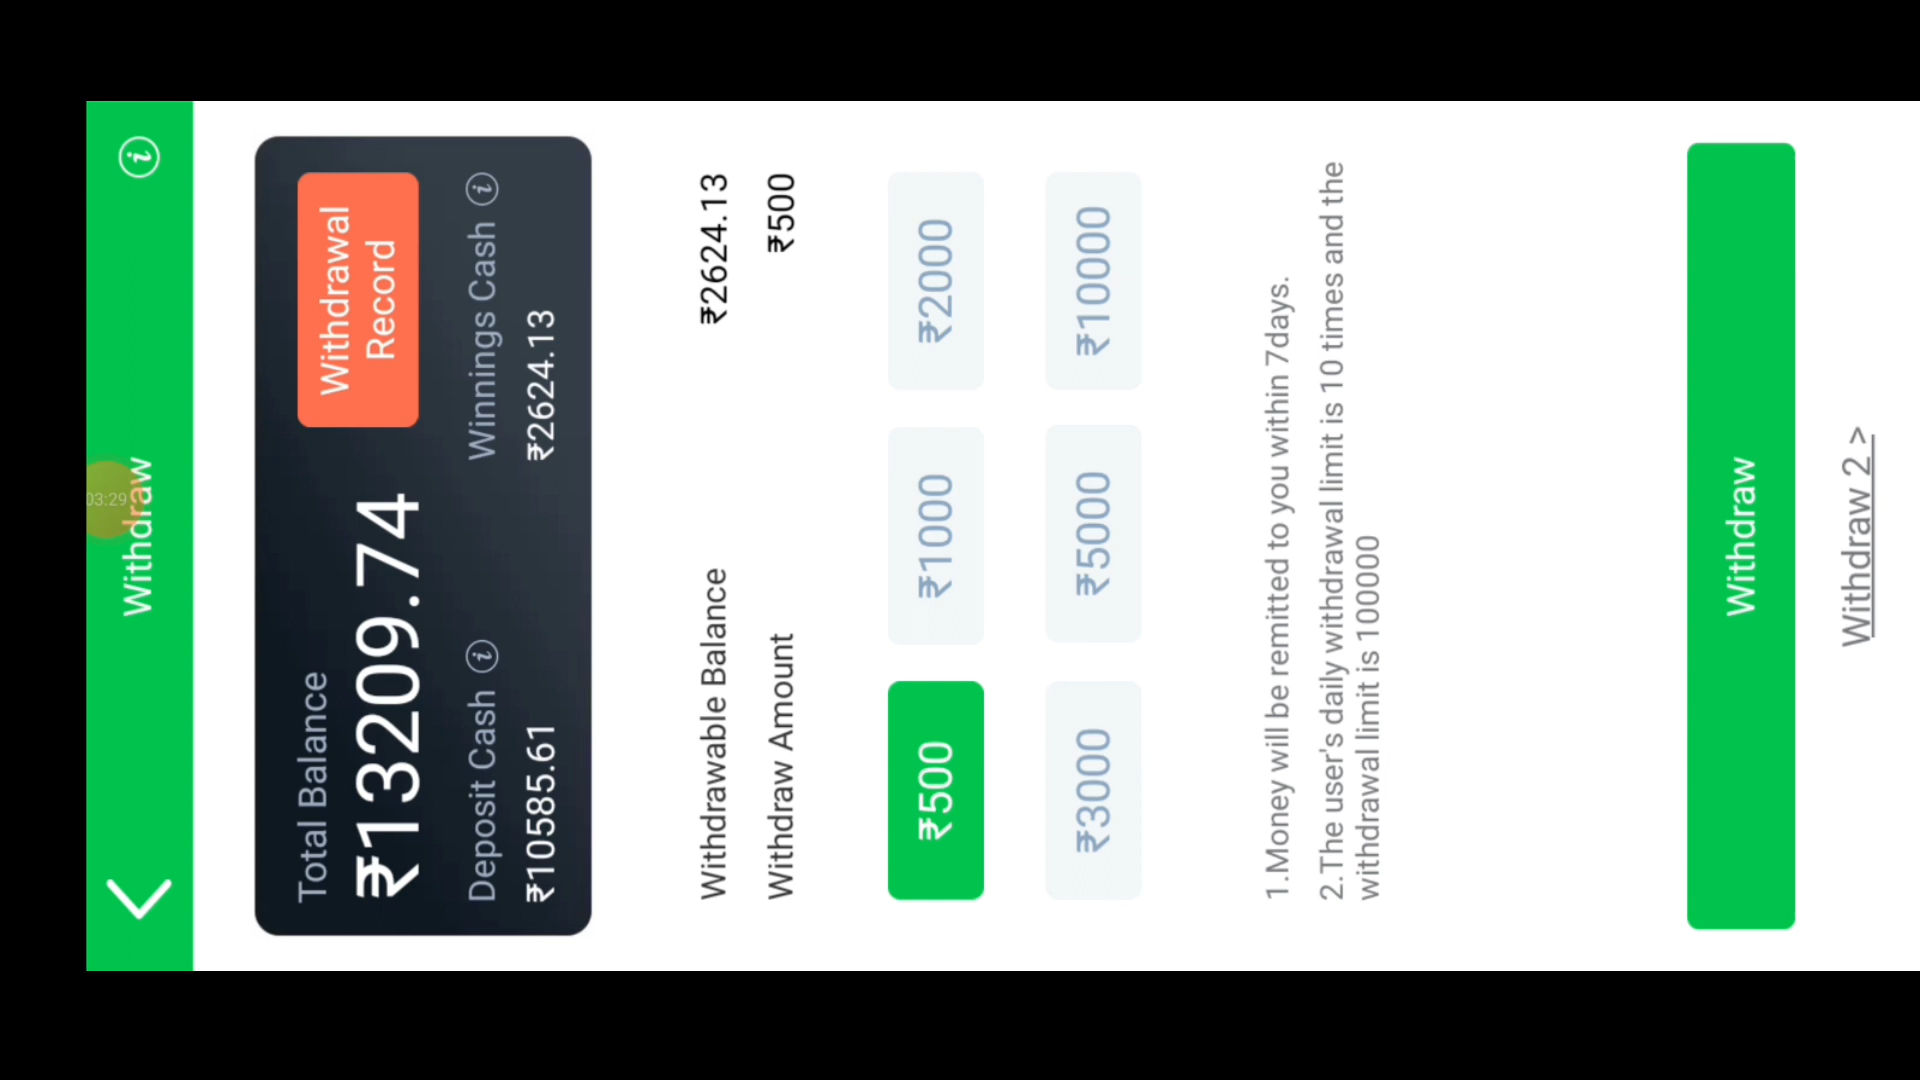 Withdraw
03:29
Total Balance
₹13209.74
Withdrawal
Record
Deposit Cash
Winnings Cash
₹10585.61
₹2624.13
Withdrawable Balance
₹2624.13
Withdraw Amount
₹500
₹500
₹1000
₹2000
₹3000
₹5000
₹10000
1.Money will be remitted to you within 7days.
2.The user's daily withdrawal limit is 10 times and the
withdrawal limit is 100000
Withdraw
Withdraw 2 >